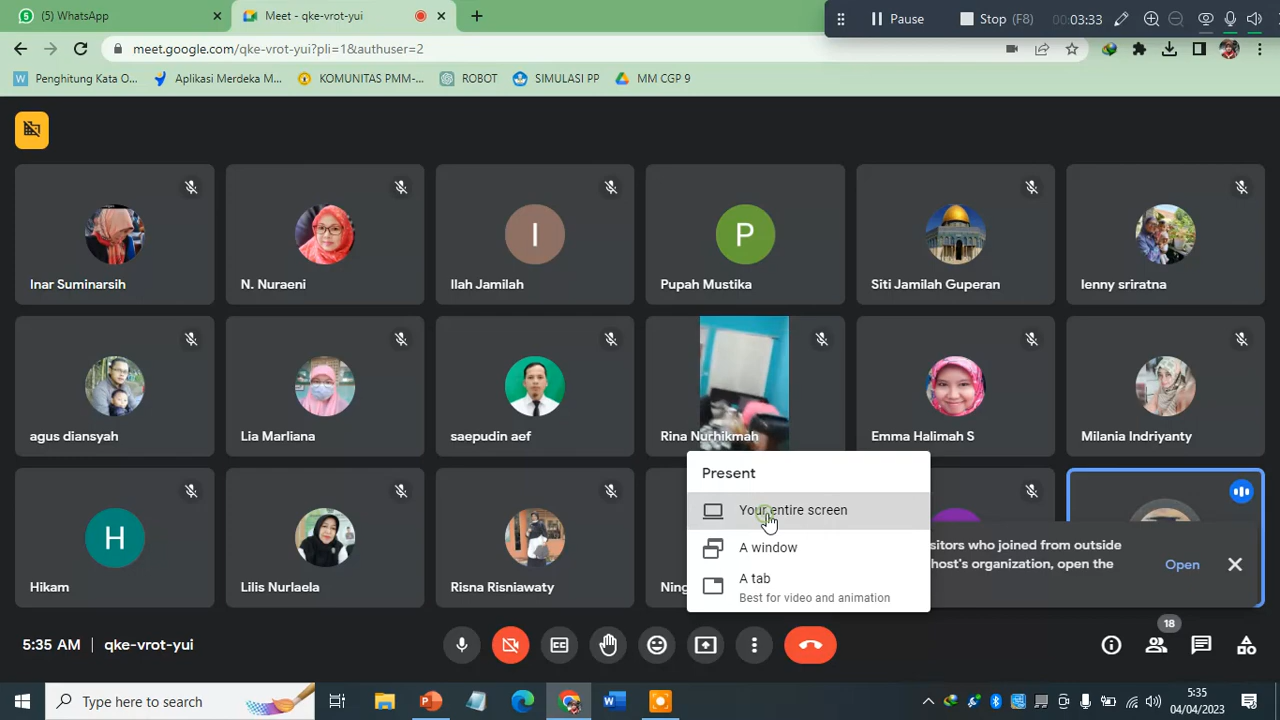 (5) WhatsApp
Meet - qke-vrot-yui
Pause
Stop (F8)
00:03:33
meet.google.com/qke-vrot-yui?pli=1&authuser=2
Penghitung Kata O...
Aplikasi Merdeka M...
KOMUNITAS PMM-...
ROBOT
SIMULASI PP
MM CGP 9
Inar Suminarsih
N. Nuraeni
I
Ilah Jamilah
P
Pupah Mustika
Siti Jamilah Guperan
lenny sriratna
agus diansyah
Lia Marliana
saepudin aef
Rina Nurhikmah
Emma Halimah S
Milania Indriyanty
H
Hikam
Lilis Nurlaela
Risna Risniawaty
Ning
Present
Your entire screen
A window
A tab
Best for video and animation
sitors who joined from outside
host's organization, open the
Open
5:35 AM | qke-vrot-yui
18
Type here to search
5:35
04/04/2023